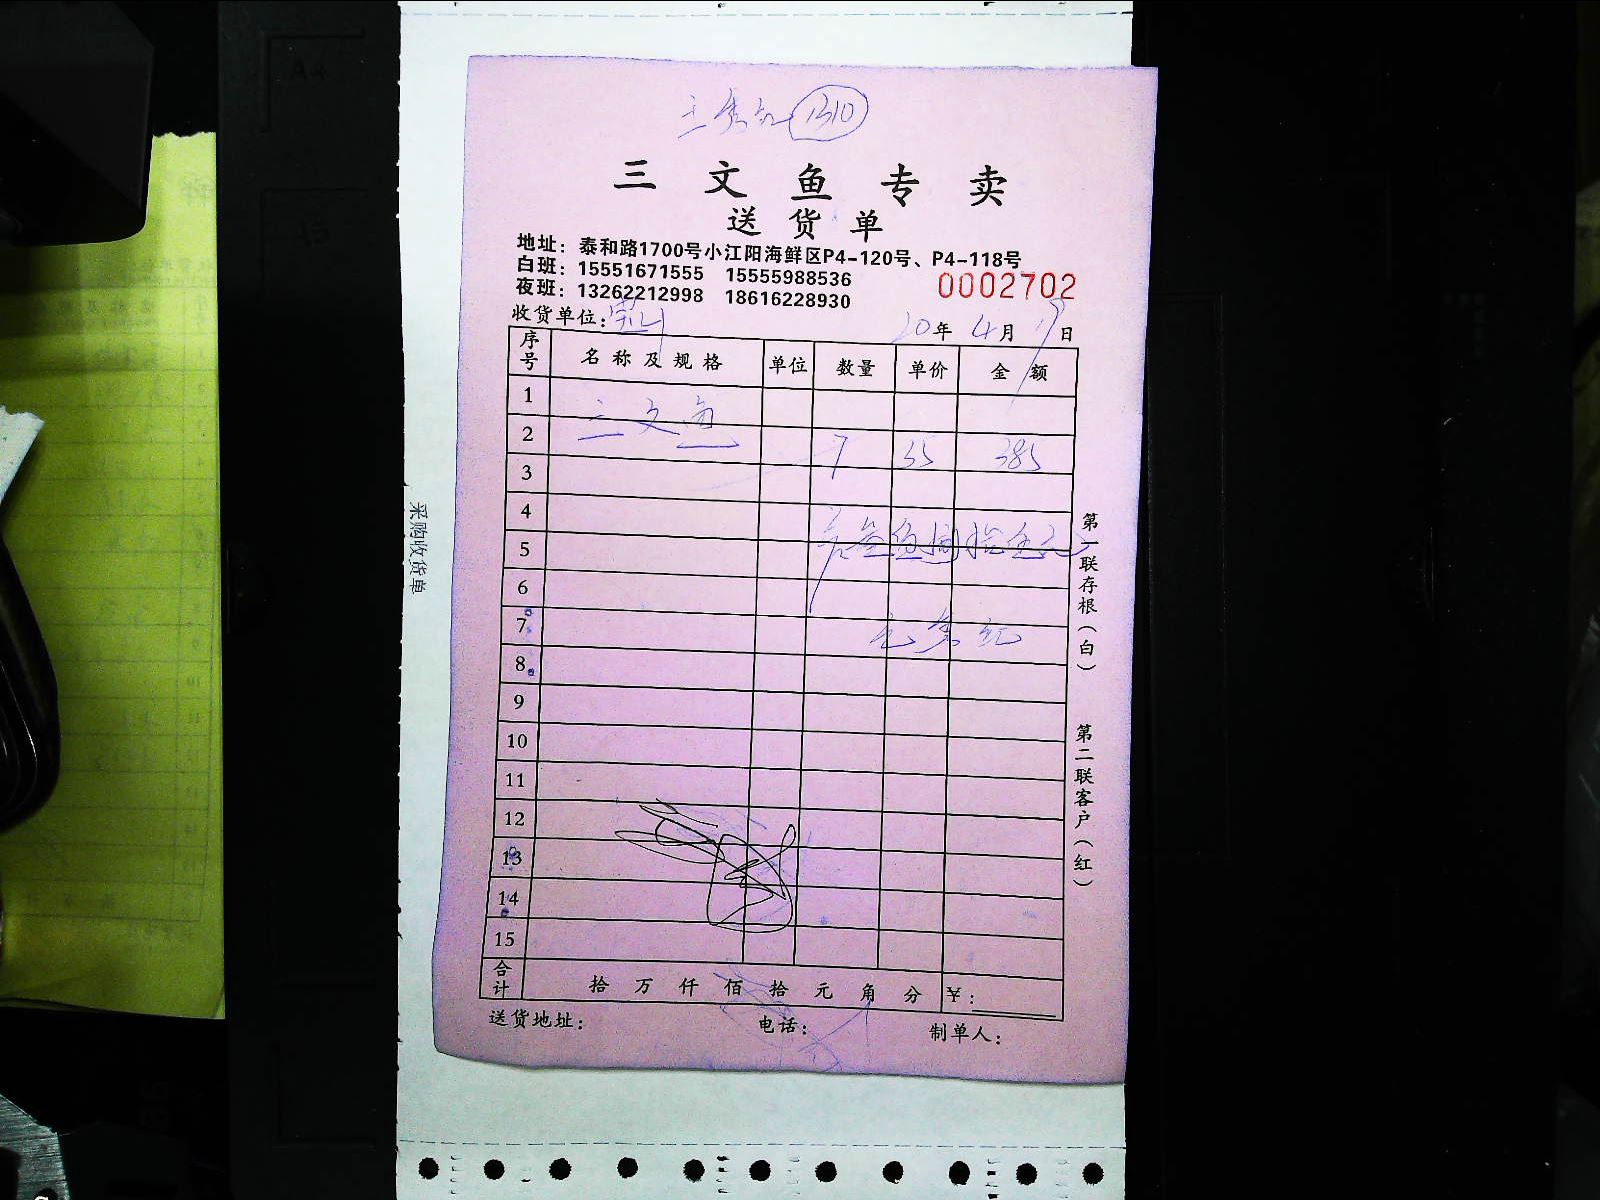 1310
三文鱼专卖
送货单
地址：泰和路1700号小江阳海鲜区P4-120号、P4-118号
白班：15551671555 15555988536
夜班：13262212998 18616228930
0002702
收货单位：
20年 4月 19日
序号 名称及规格 单位 数量 单价 金额
1 三文鱼
2 7 55 385
3
4
5
6
7
8
9
10
11
12
13
14
15
合计 拾 万 仟 佰 拾 元 角 分 ￥：
送货地址： 电话： 制单人：
第一联存根（白）
第二联客户（红）
采购收货单